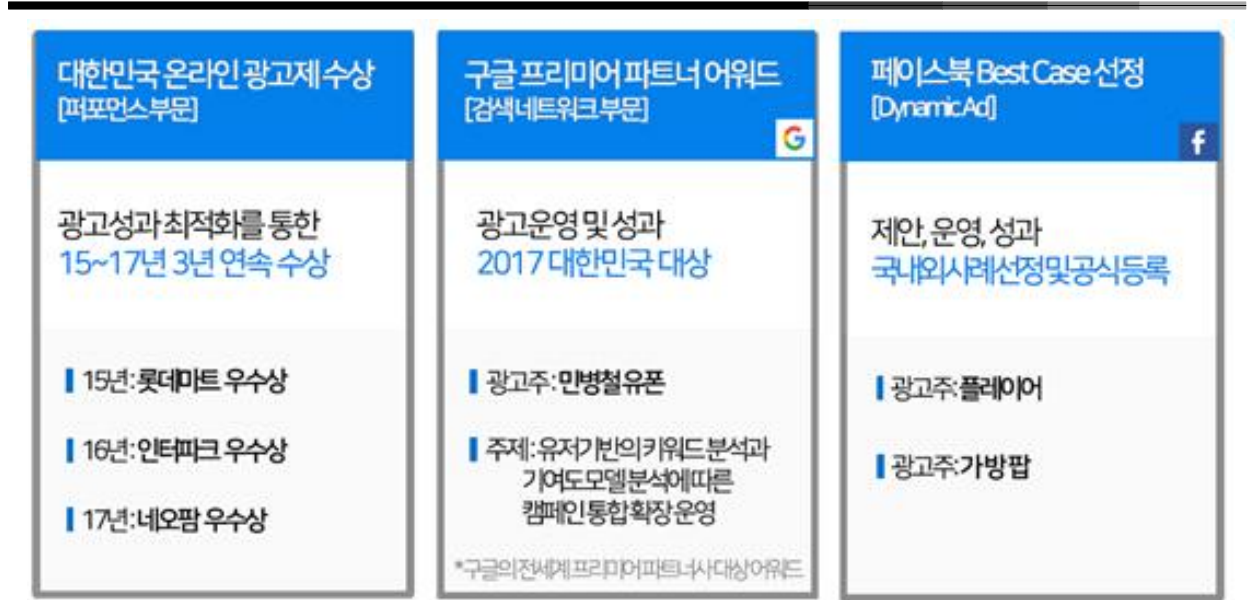 대한민국 온라인 광고제 수상
[퍼포먼스부문]
광고성과 최적화를 통한
15~17년 3년 연속 수상
15년: 롯데마트 우수상
16년: 인터파크 우수상
17년: 네오팜 우수상
구글 프리미어 파트너 어워드
[검색네트워크부문]
G
광고운영 및 성과
2017 대한민국 대상
광고주: 민병철유폰
주제: 유저기반의 키워드 분석과
기여도모델분석에 따른
캠페인 통합 확장 운영
*구글의 전세계 프리미어 파트너사 대상 어워드
페이스북 Best Case 선정
[Dynamic Ad]
f
제안, 운영, 성과
국내외 사례 선정 및 공식 등록
광고주: 플레이어
광고주: 가방팝